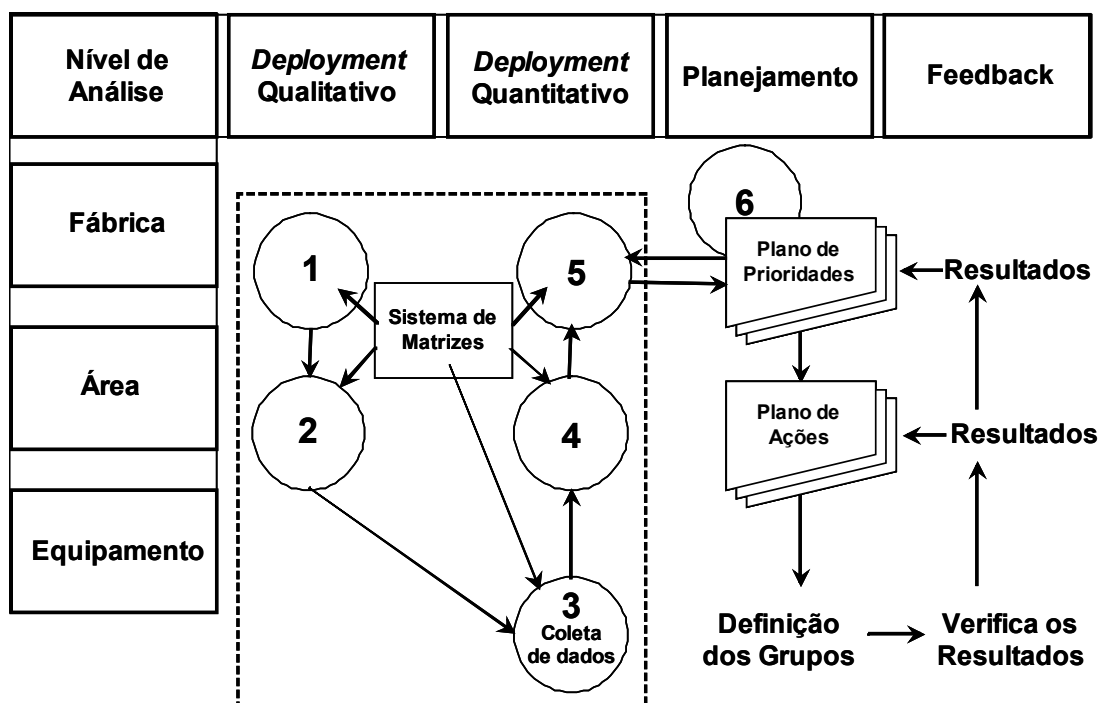 Nível de
Análise
Deployment
Qualitativo
Deployment
Quantitativo
Planejamento
Feedback
Fábrica
Área
Equipamento
1
2
Sistema de
Matrizes
5
4
3
Coleta
de dados
6
Plano de
Prioridades
Resultados
Plano de
Ações
Resultados
Definição
dos Grupos
Verifica os
Resultados